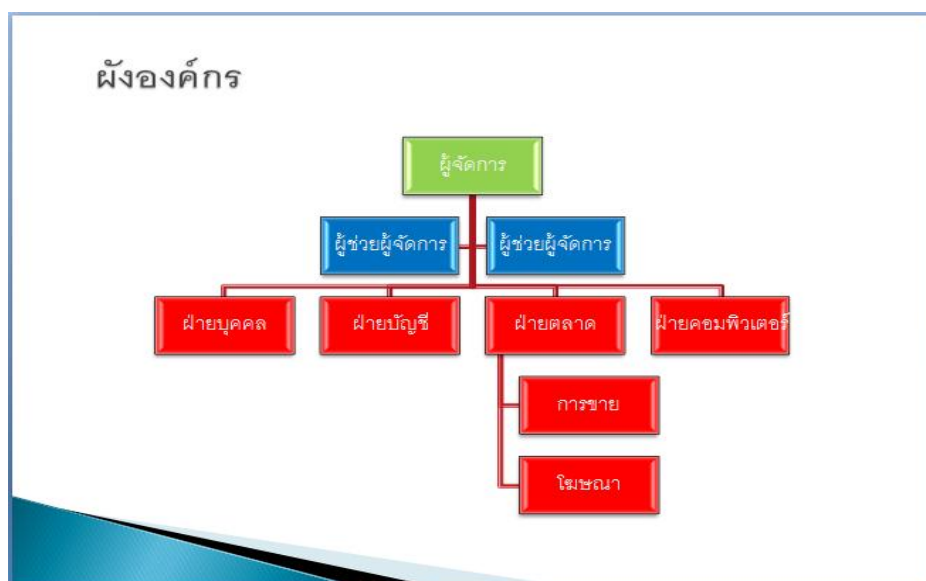 ผังองค์กร
ผู้จัดการ
ผู้ช่วยผู้จัดการ
ผู้ช่วยผู้จัดการ
ฝ่ายบุคคล
ฝ่ายบัญชี
ฝ่ายตลาด
ฝ่ายคอมพิวเตอร์
การขาย
โฆษณา